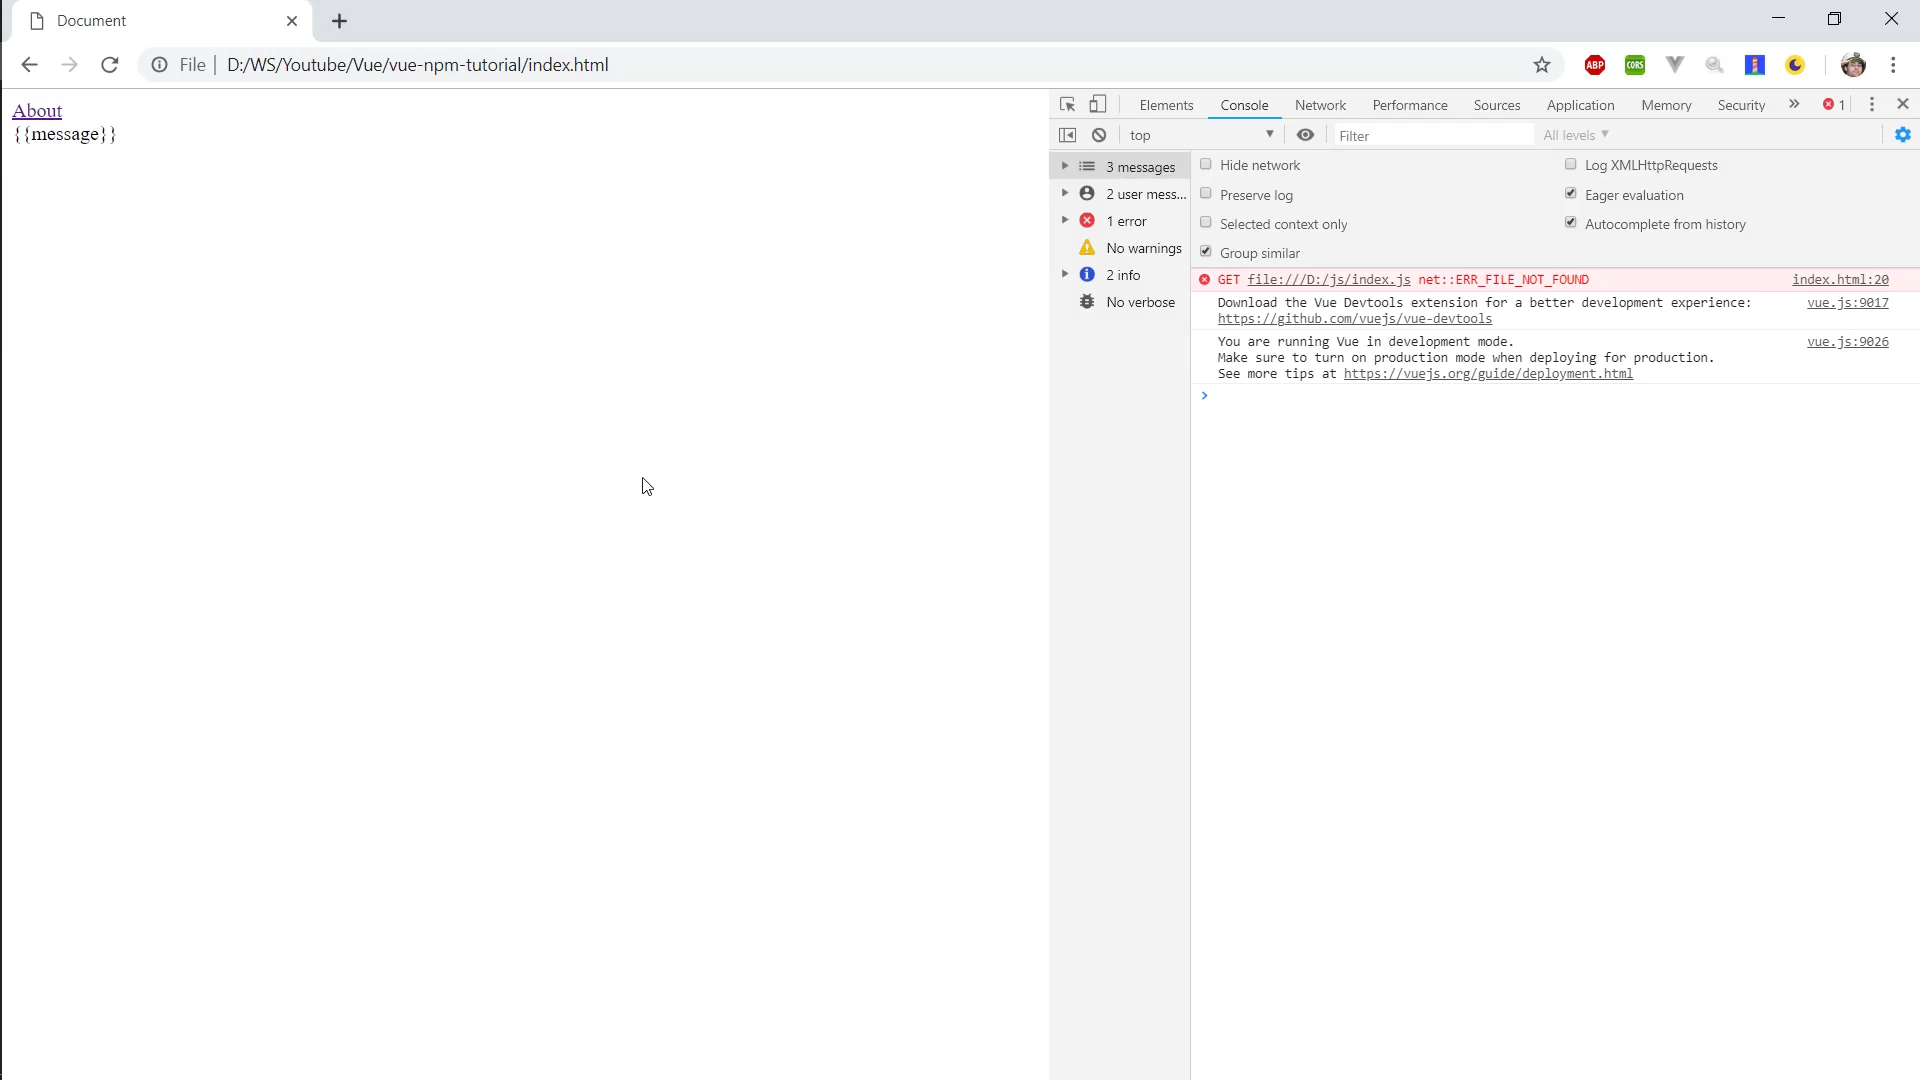 Document
File D:/WS/Youtube/Vue/vue-npm-tutorial/index.html
ABP
CORS
About
{{message}}
Elements Console Network Performance Sources Application Memory Security » 1
top Filter All levels
3 messages
2 user mess...
1 error
No warnings
2 info
No verbose
Hide network Log XMLHttpRequests
Preserve log Eager evaluation
Selected context only Autocomplete from history
Group similar
GET file:///D:/js/index.js net::ERR_FILE_NOT_FOUND index.html:20
Download the Vue Devtools extension for a better development experience: vue.js:9017
https://github.com/vuejs/vue-devtools
You are running Vue in development mode. vue.js:9026
Make sure to turn on production mode when deploying for production.
See more tips at https://vuejs.org/guide/deployment.html